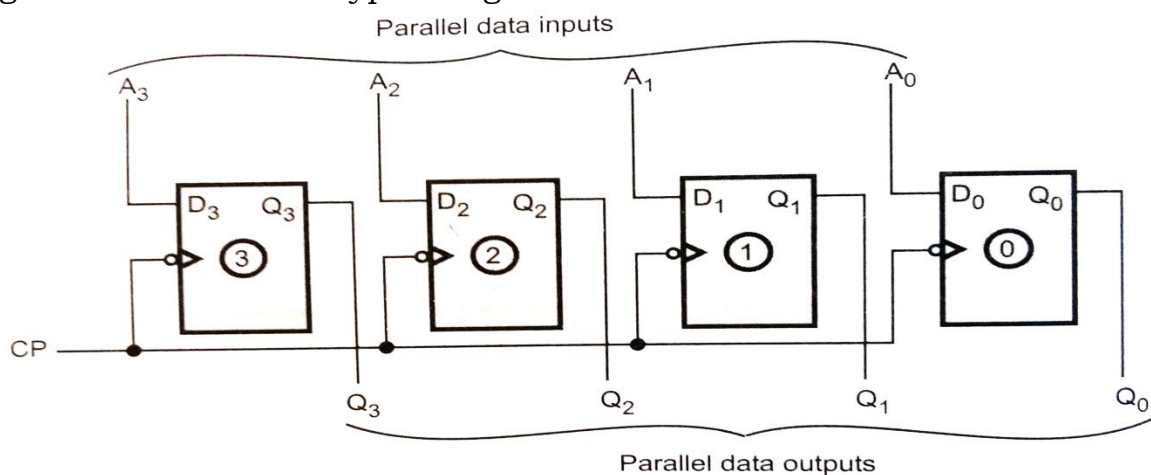 Parallel data inputs
A3 A2 A1 A0
D3 Q3 D2 Q2 D1 Q1 D0 Q0
3 2 1 0
CP
Q3 Q2 Q1 Q0
Parallel data outputs